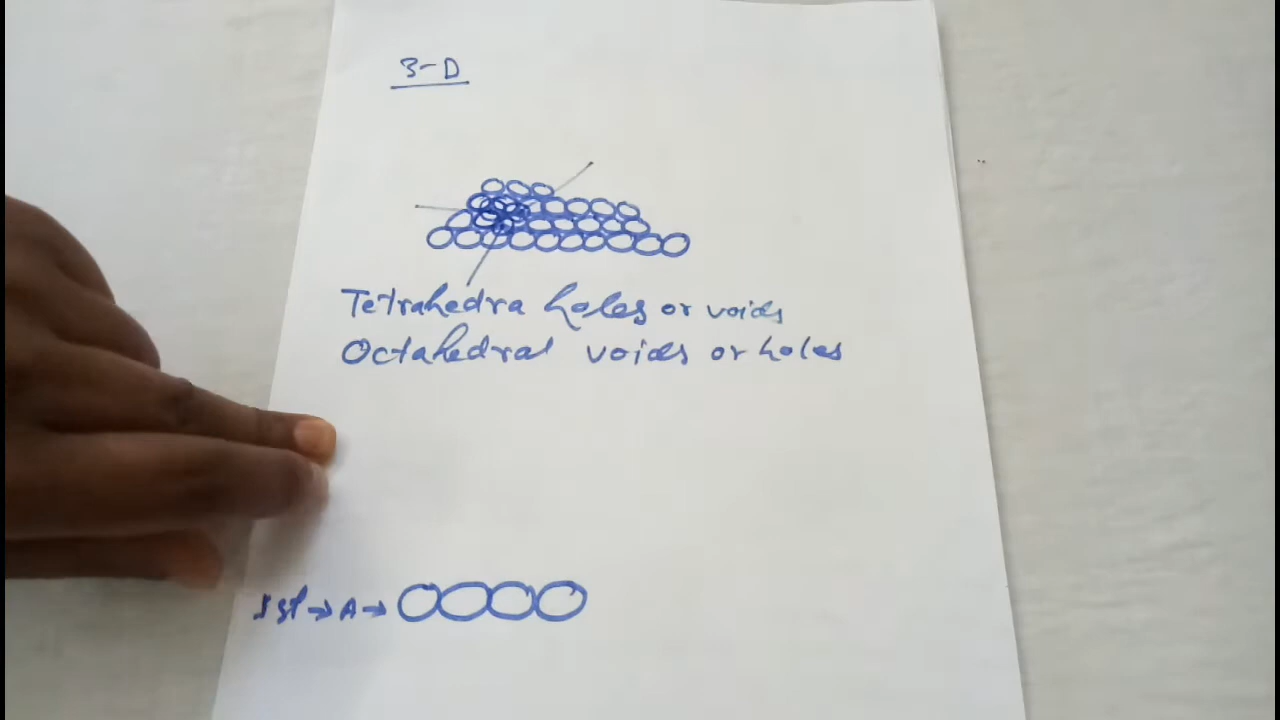 3-D
Tetrahedra holes or voids
Octahedral voids or holes
1st → A →